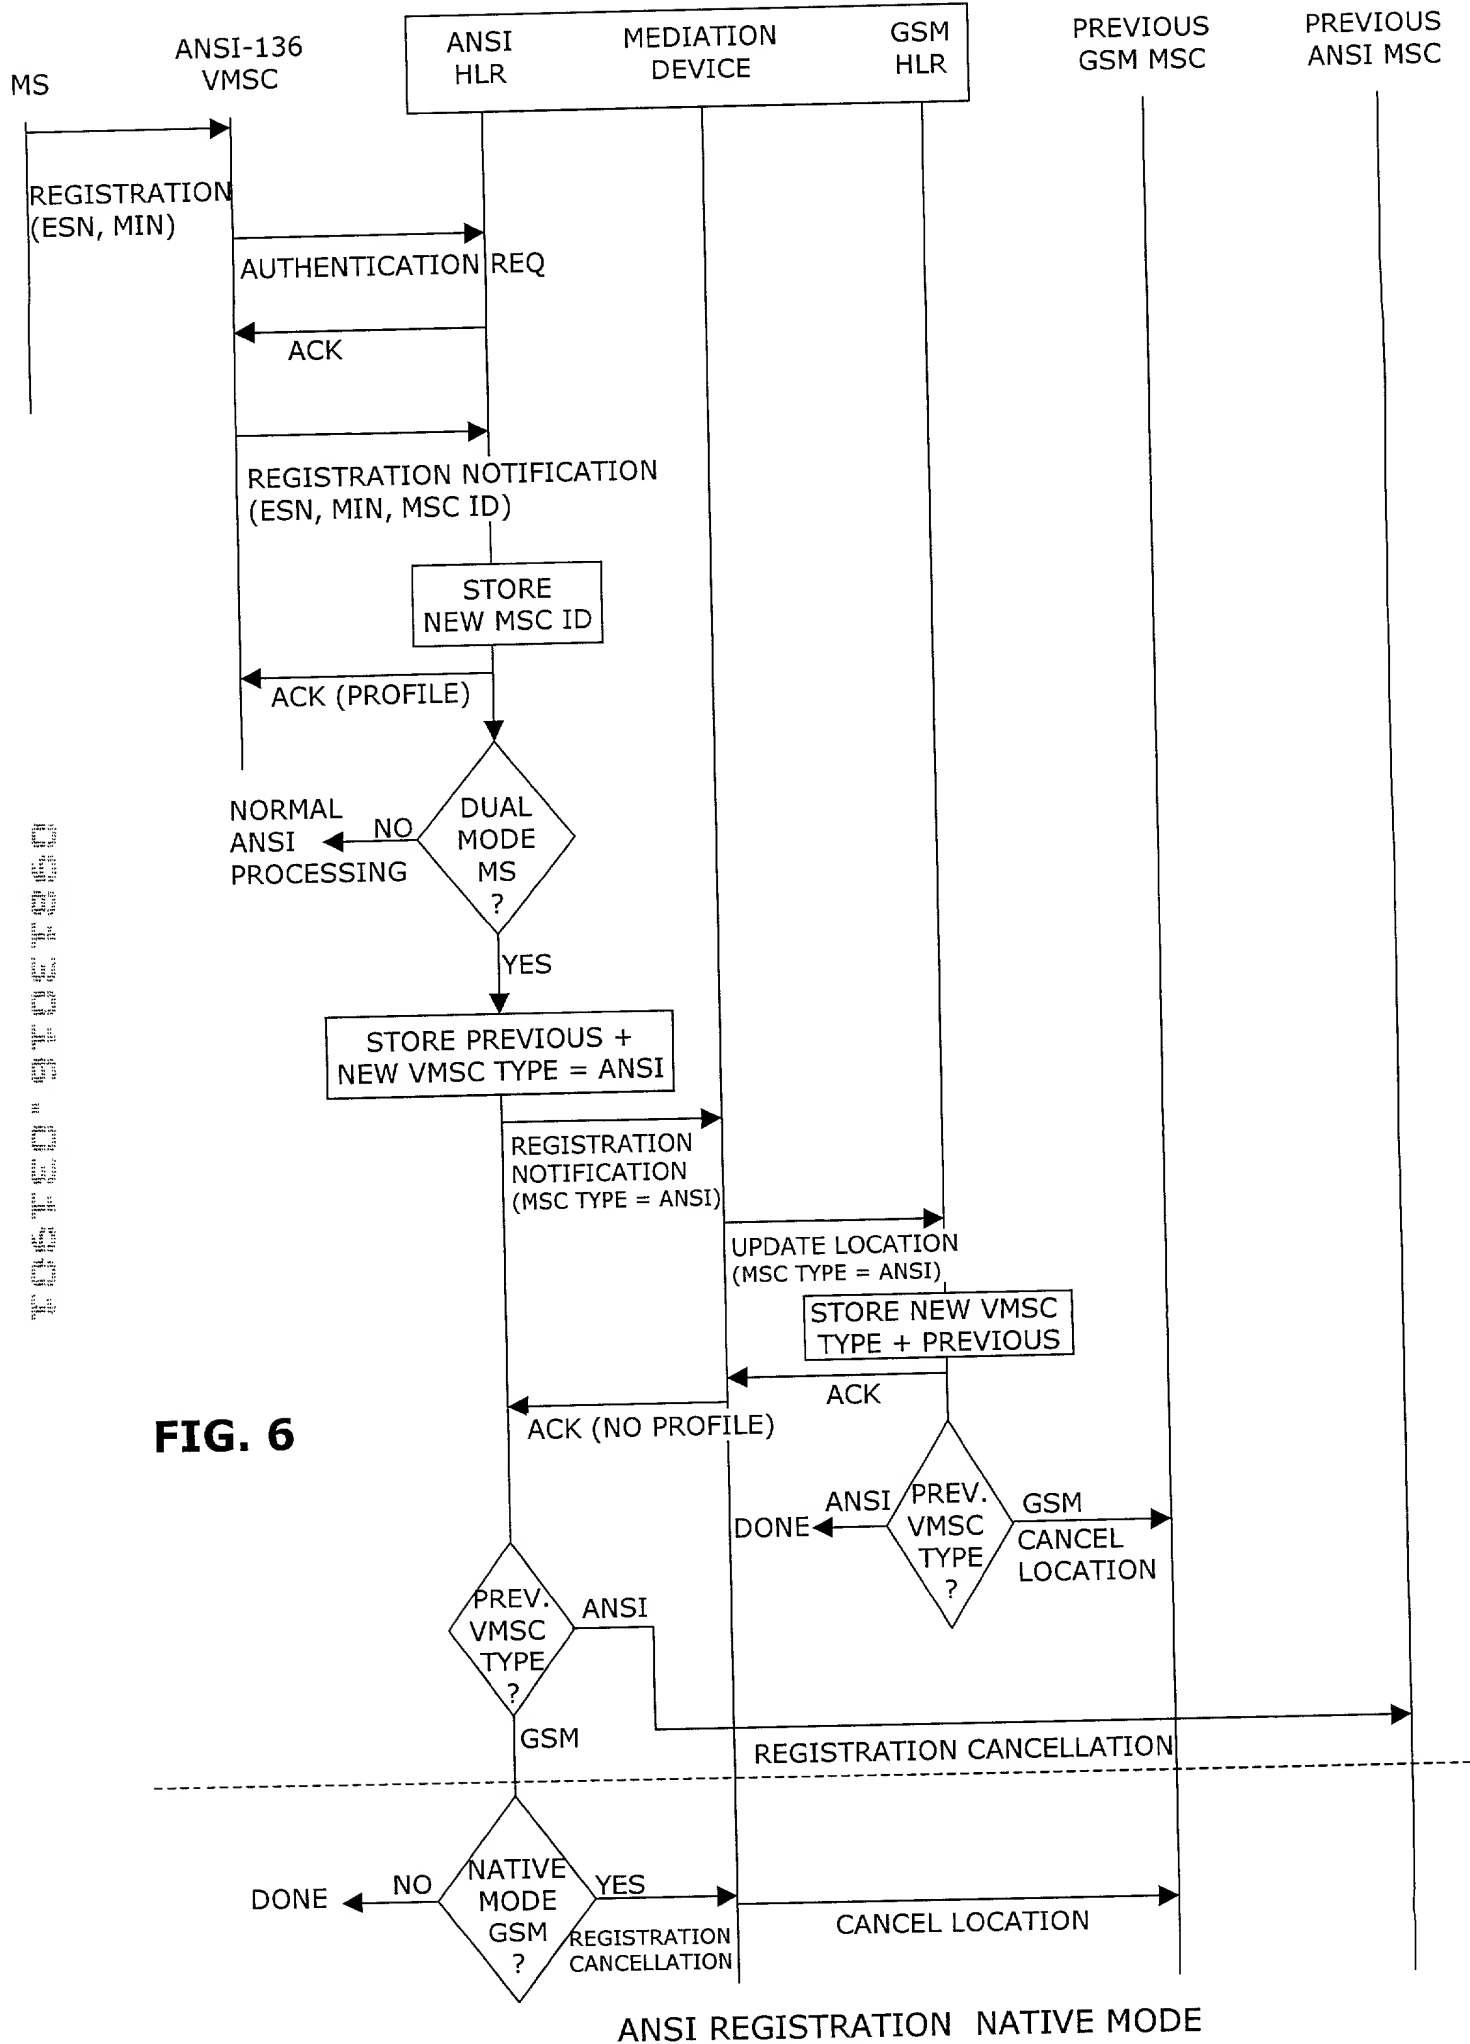 MS
ANSI-136
VMSC
ANSI
HLR
MEDIATION
DEVICE
GSM
HLR
PREVIOUS
GSM MSC
PREVIOUS
ANSI MSC
REGISTRATION
(ESN, MIN)
AUTHENTICATION REQ
ACK
REGISTRATION NOTIFICATION
(ESN, MIN, MSC ID)
STORE
NEW MSC ID
ACK (PROFILE)
DUAL
MODE
MS
?
NO
NORMAL
ANSI
PROCESSING
YES
STORE PREVIOUS +
NEW VMSC TYPE = ANSI
REGISTRATION
NOTIFICATION
(MSC TYPE = ANSI)
UPDATE LOCATION
(MSC TYPE = ANSI)
STORE NEW VMSC
TYPE + PREVIOUS
ACK
ACK (NO PROFILE)
FIG. 6
PREV.
VMSC
TYPE
?
ANSI
DONE
GSM
CANCEL
LOCATION
PREV.
VMSC
TYPE
?
ANSI
GSM
REGISTRATION CANCELLATION
NATIVE
MODE
GSM
?
NO
DONE
YES
REGISTRATION
CANCELLATION
CANCEL LOCATION
ANSI REGISTRATION NATIVE MODE